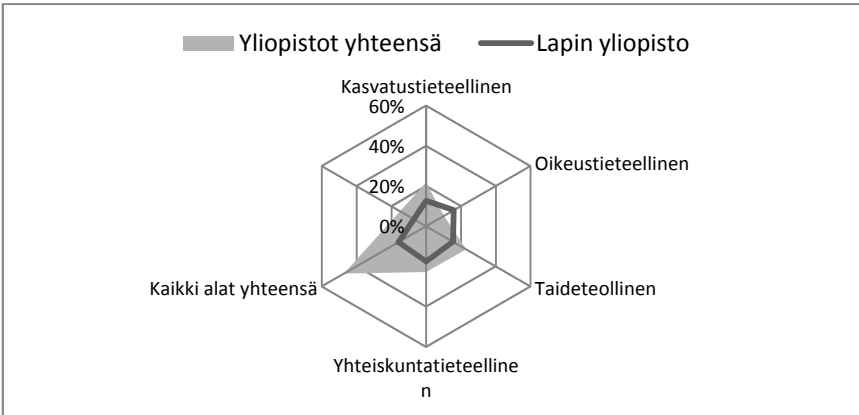 Yliopistot yhteensä Lapin yliopisto
Kasvatustieteellinen
60%
Oikeustieteellinen
40%
20%
0%
Kaikki alat yhteensä
Taideteollinen
Yhteiskuntatieteelline
n